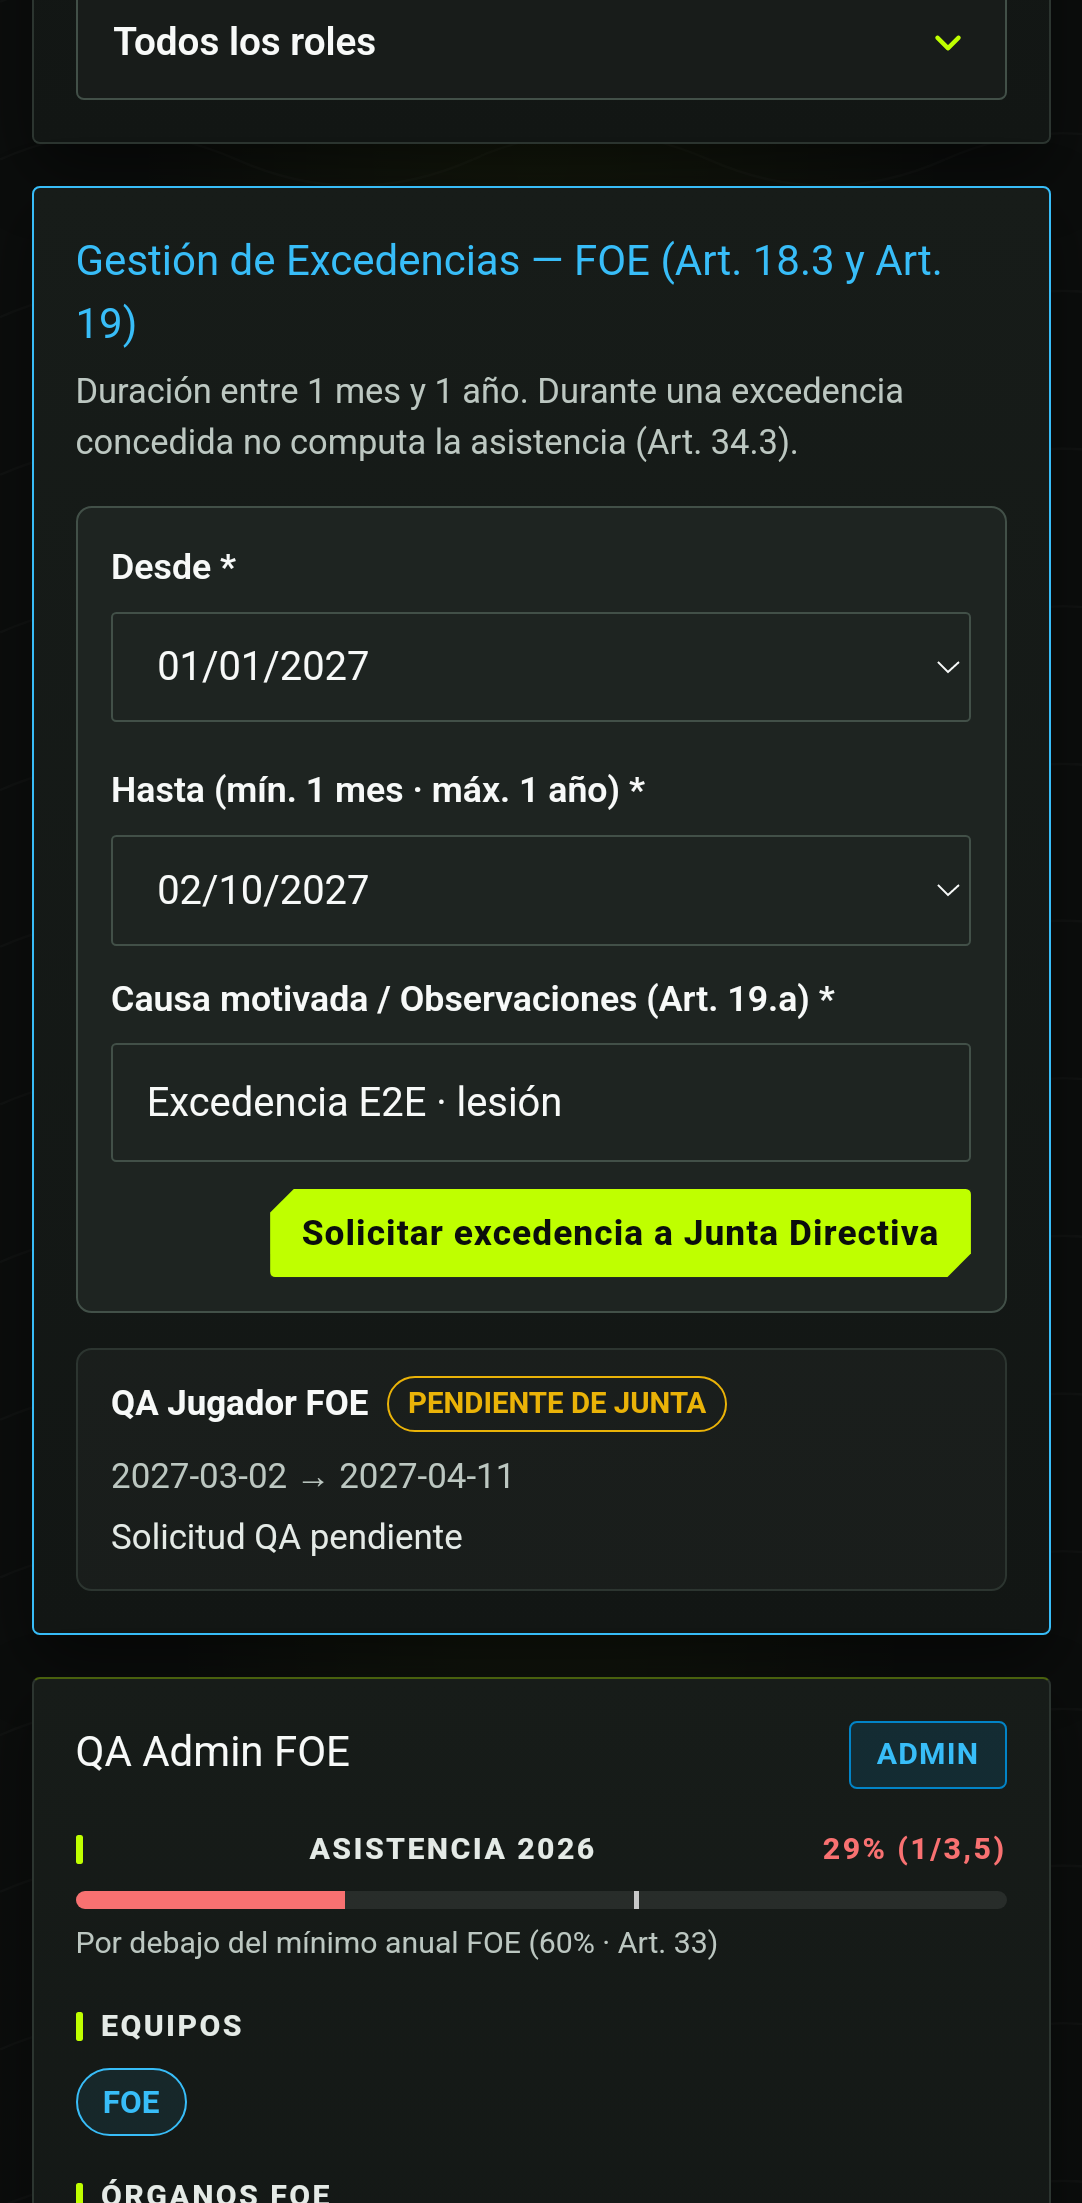 Todos los roles
Gestión de Excedencias — FOE (Art. 18.3 y Art.
19)
Duración entre 1 mes y 1 año. Durante una excedencia
concedida no computa la asistencia (Art. 34.3).
Desde *
01/01/2027
Hasta (mín. 1 mes · máx. 1 año) *
02/10/2027
Causa motivada / Observaciones (Art. 19.a) *
Excedencia E2E · lesión
Solicitar excedencia a Junta Directiva
QA Jugador FOE PENDIENTE DE JUNTA
2027-03-02 → 2027-04-11
Solicitud QA pendiente
QA Admin FOE ADMIN
ASISTENCIA 2026 29% (1/3,5)
Por debajo del mínimo anual FOE (60% · Art. 33)
EQUIPOS
FOE
ÓRGANOS FOE